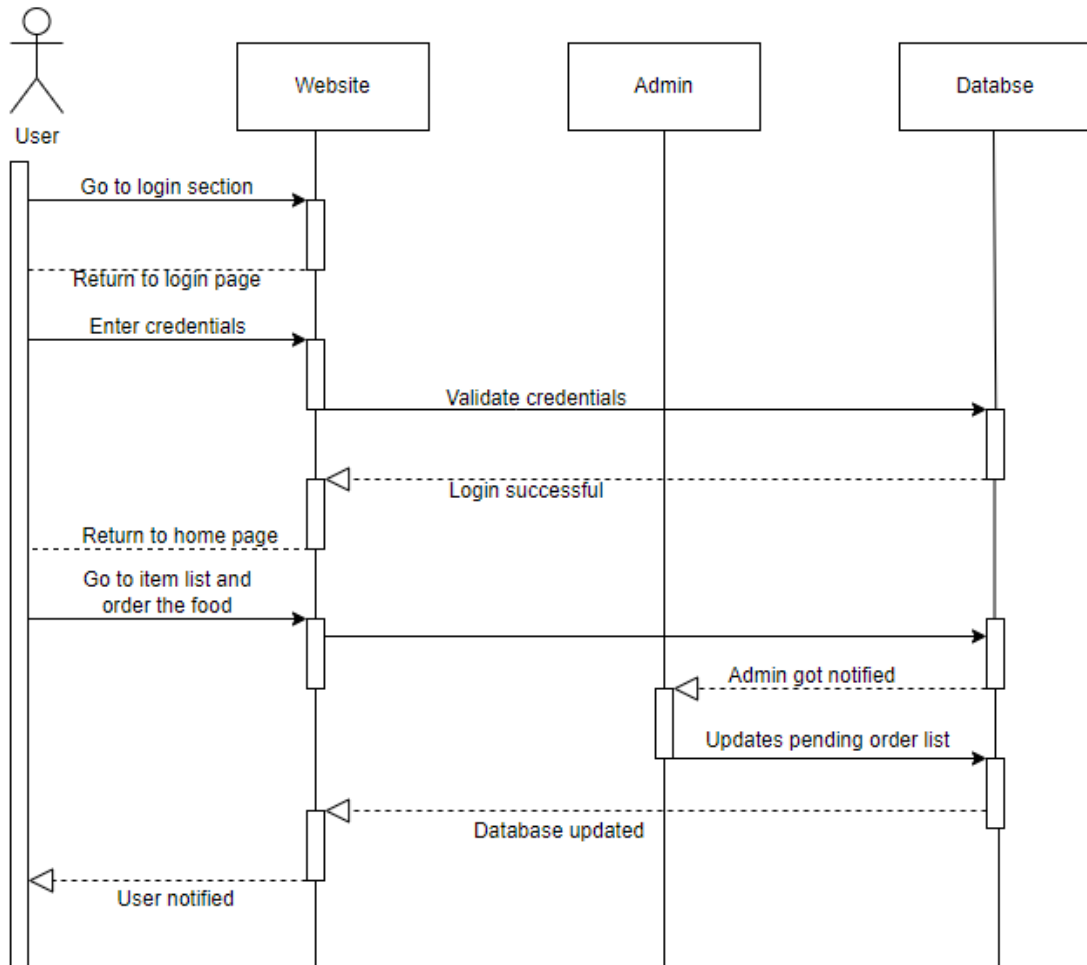 User
Website
Admin
Databse
Go to login section
Return to login page
Enter credentials
Validate credentials
Login successful
Return to home page
Go to item list and
order the food
Admin got notified
Updates pending order list
Database updated
User notified